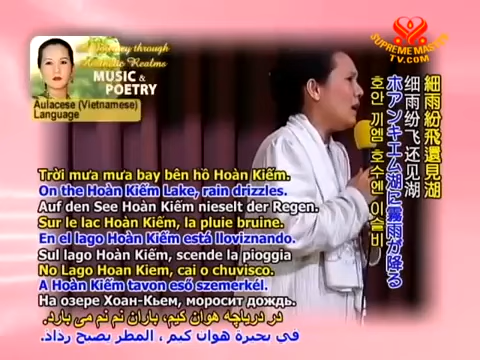 A Journey through
Aesthetic Realms
MUSIC &
POETRY
Aulacese (Vietnamese)
Language
SUPREME MASTER
TV.COM
細雨紛飛還見湖
细雨纷飞还见湖
ホアンキエム湖に霧雨が降る
호안 끼엠 호수엔 이슬비
Trời mưa mưa bay bên hồ Hoàn Kiếm.
On the Hoàn Kiếm Lake, rain drizzles.
Auf den See Hoàn Kiếm nieselt der Regen.
Sur le lac Hoàn Kiếm, la pluie bruine.
En el lago Hoàn Kiếm está lloviznando.
Sul lago Hoàn Kiếm, scende la pioggia
No Lago Hoan Kiem, cai o chuvisco.
A Hoàn Kiếm tavon eső szemerkél.
На озере Хоан-Кьем, моросит дождь.
در دریاچه هوان کیم، باران نم نم می بارد.
في بحيرة هوان كيم ، المطر يصبح رذاذ.